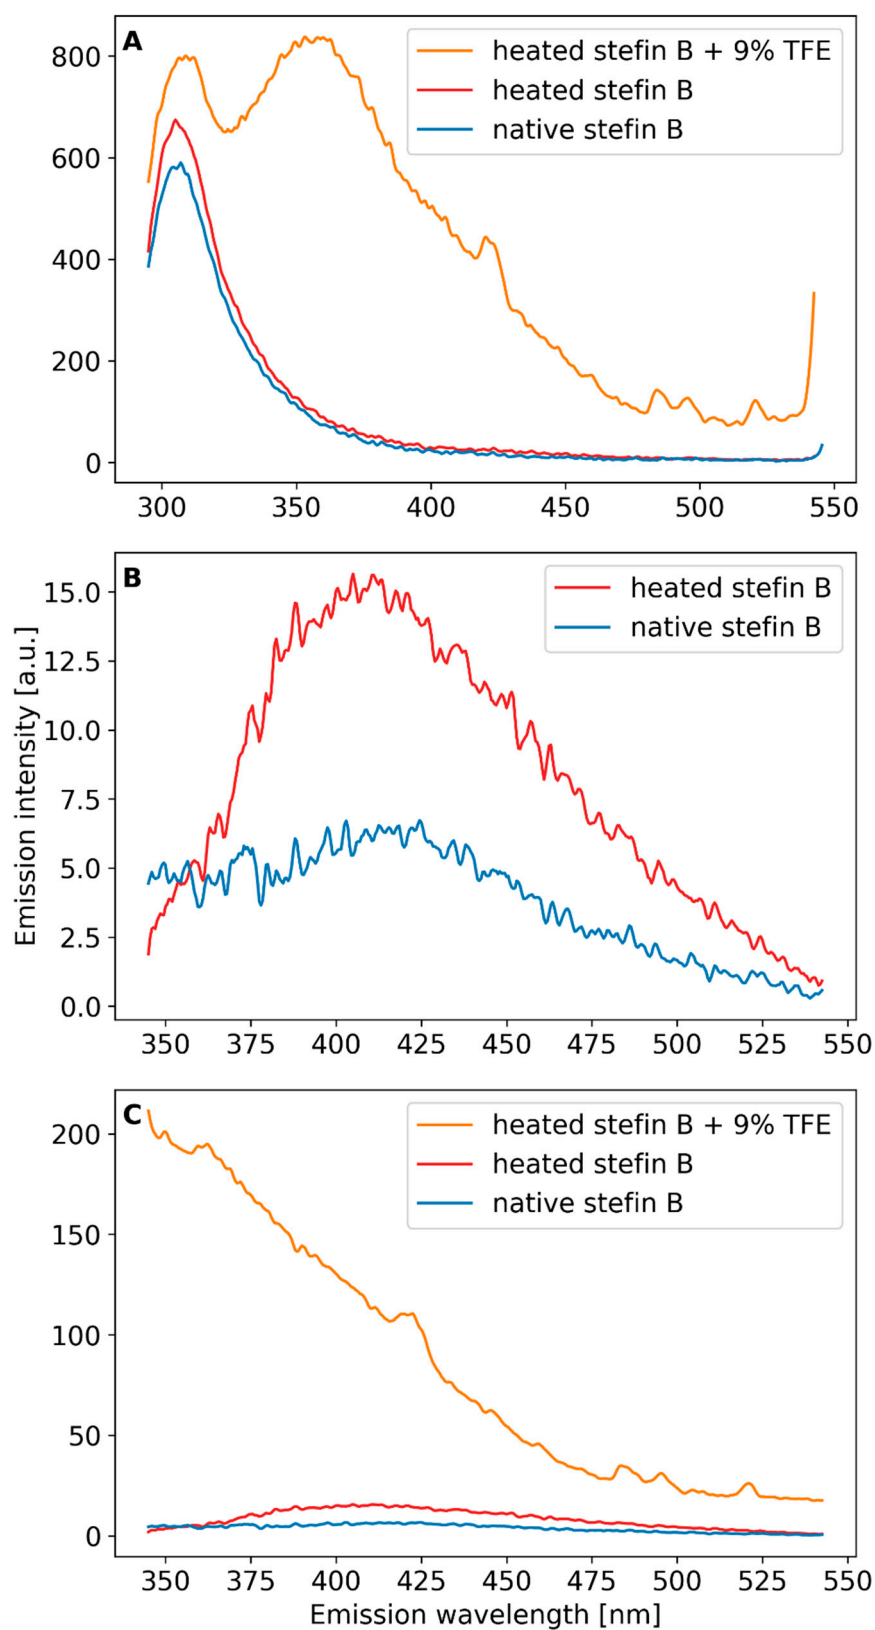 A
heated stefin B + 9% TFE
heated stefin B
native stefin B
800
600
400
200
0
300 350 400 450 500 550
B
heated stefin B
native stefin B
15.0
12.5
10.0
7.5
5.0
2.5
0.0
Emission intensity [a.u.]
350 375 400 425 450 475 500 525 550
C
heated stefin B + 9% TFE
heated stefin B
native stefin B
200
150
100
50
0
350 375 400 425 450 475 500 525 550
Emission wavelength [nm]